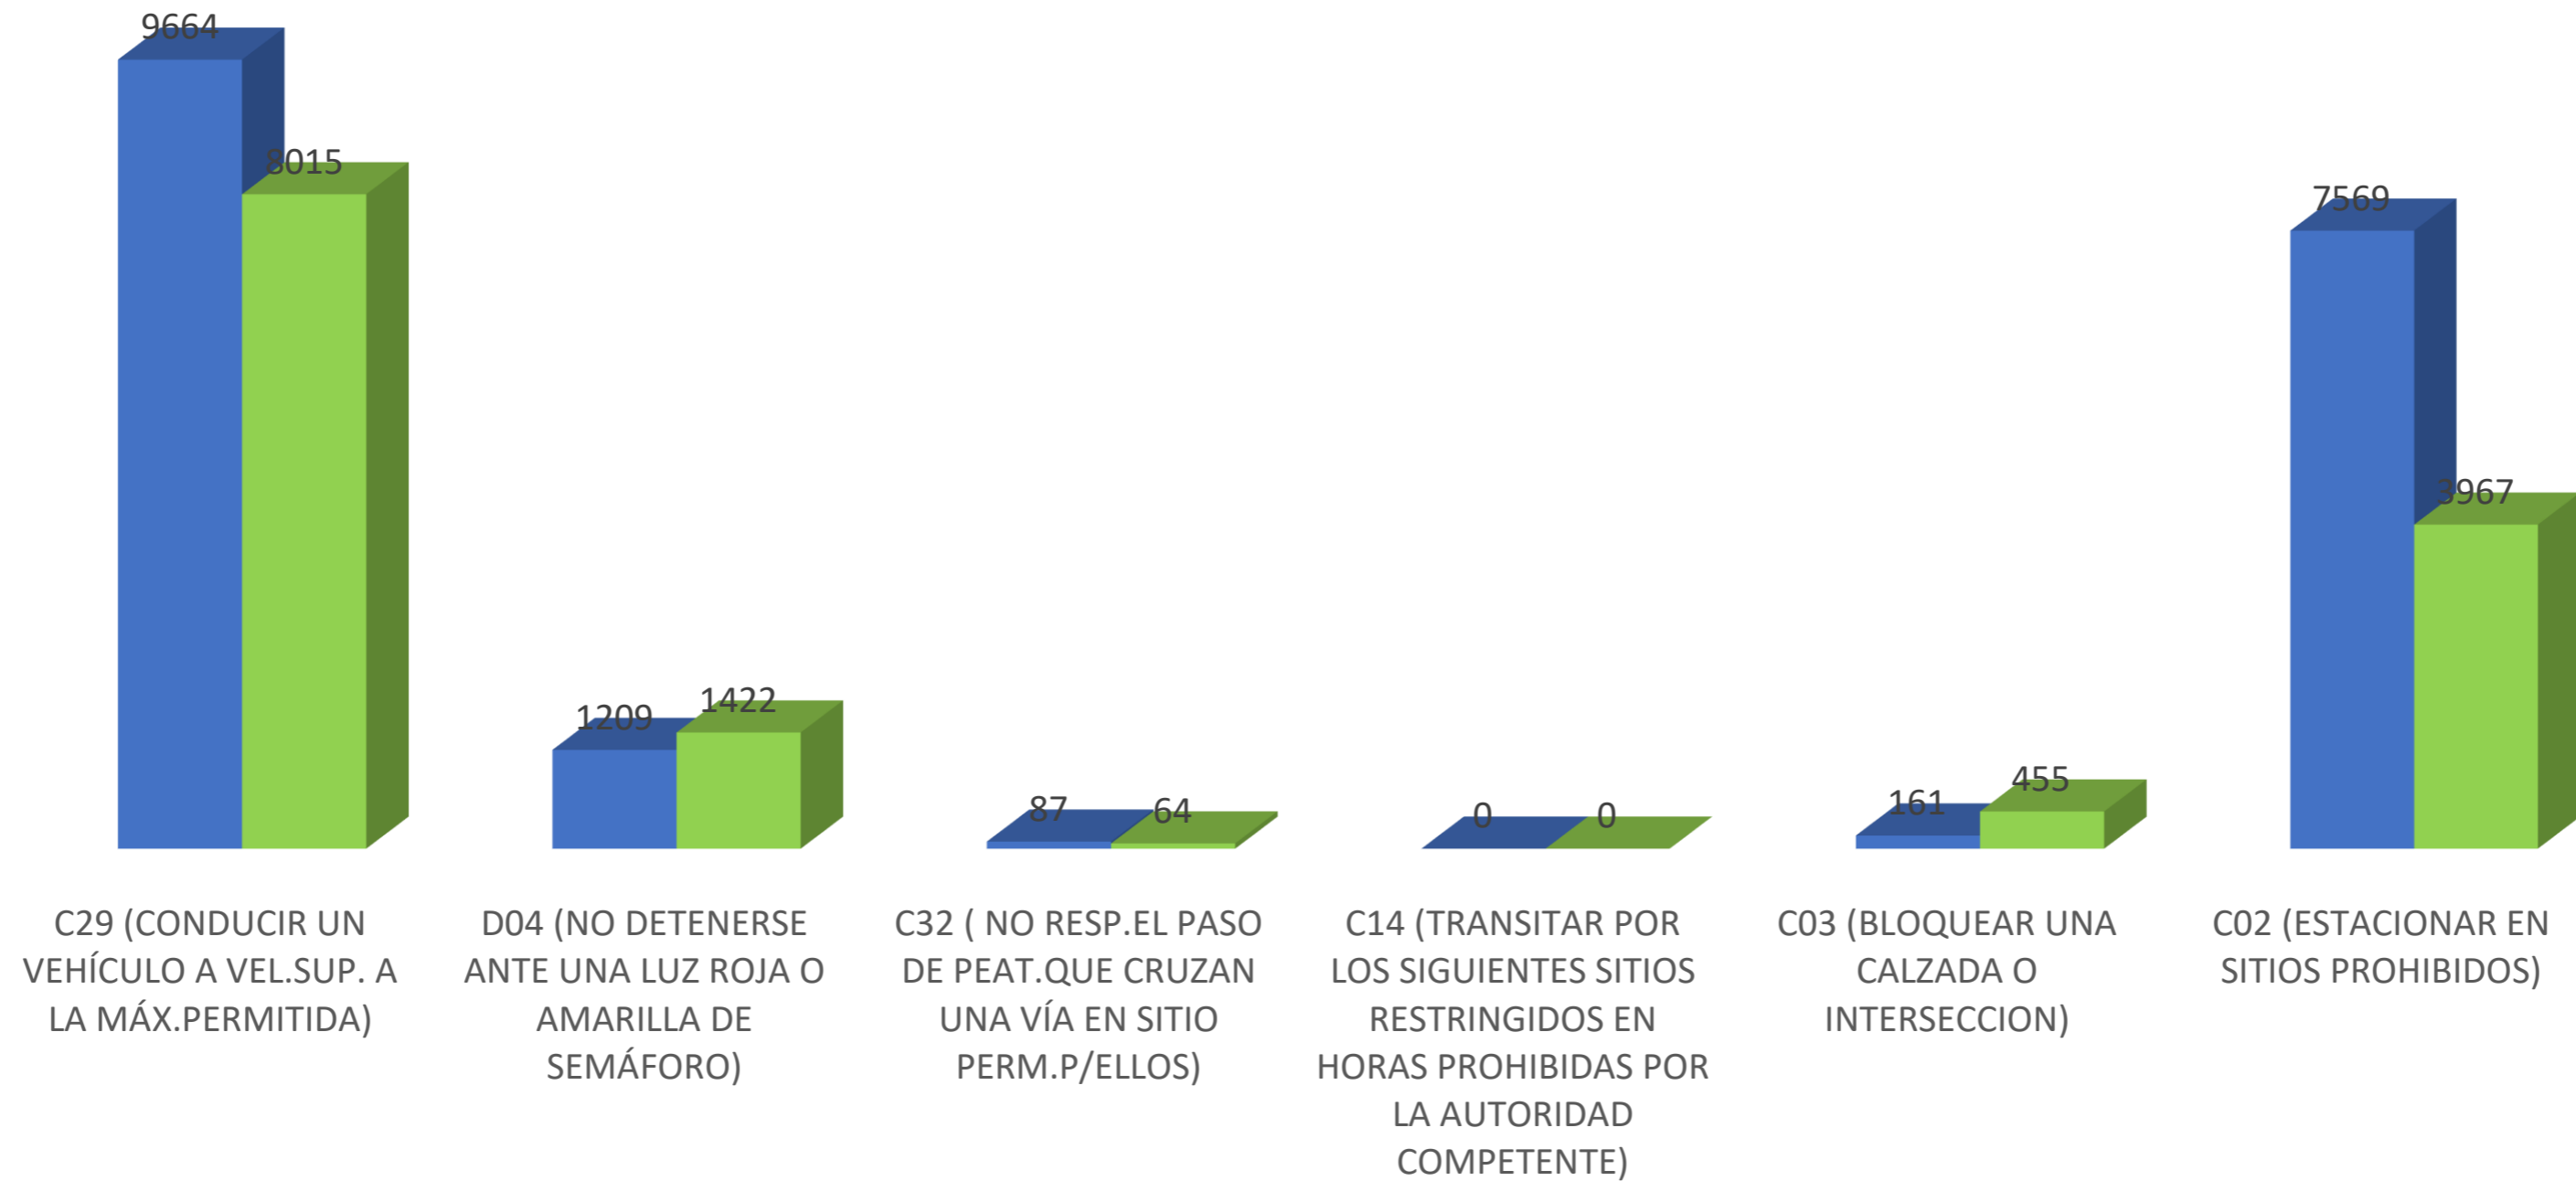 9664
8015
1209
1422
87
64
0
0
161
455
7569
3967
C29 (CONDUCIR UN
VEHÍCULO A VEL.SUP. A
LA MÁX.PERMITIDA)
D04 (NO DETENERSE
ANTE UNA LUZ ROJA O
AMARILLA DE
SEMÁFORO)
C32 ( NO RESP.EL PASO
DE PEAT.QUE CRUZAN
UNA VÍA EN SITIO
PERM.P/ELLOS)
C14 (TRANSITAR POR
LOS SIGUIENTES SITIOS
RESTRINGIDOS EN
HORAS PROHIBIDAS POR
LA AUTORIDAD
COMPETENTE)
C03 (BLOQUEAR UNA
CALZADA O
INTERSECCION)
C02 (ESTACIONAR EN
SITIOS PROHIBIDOS)